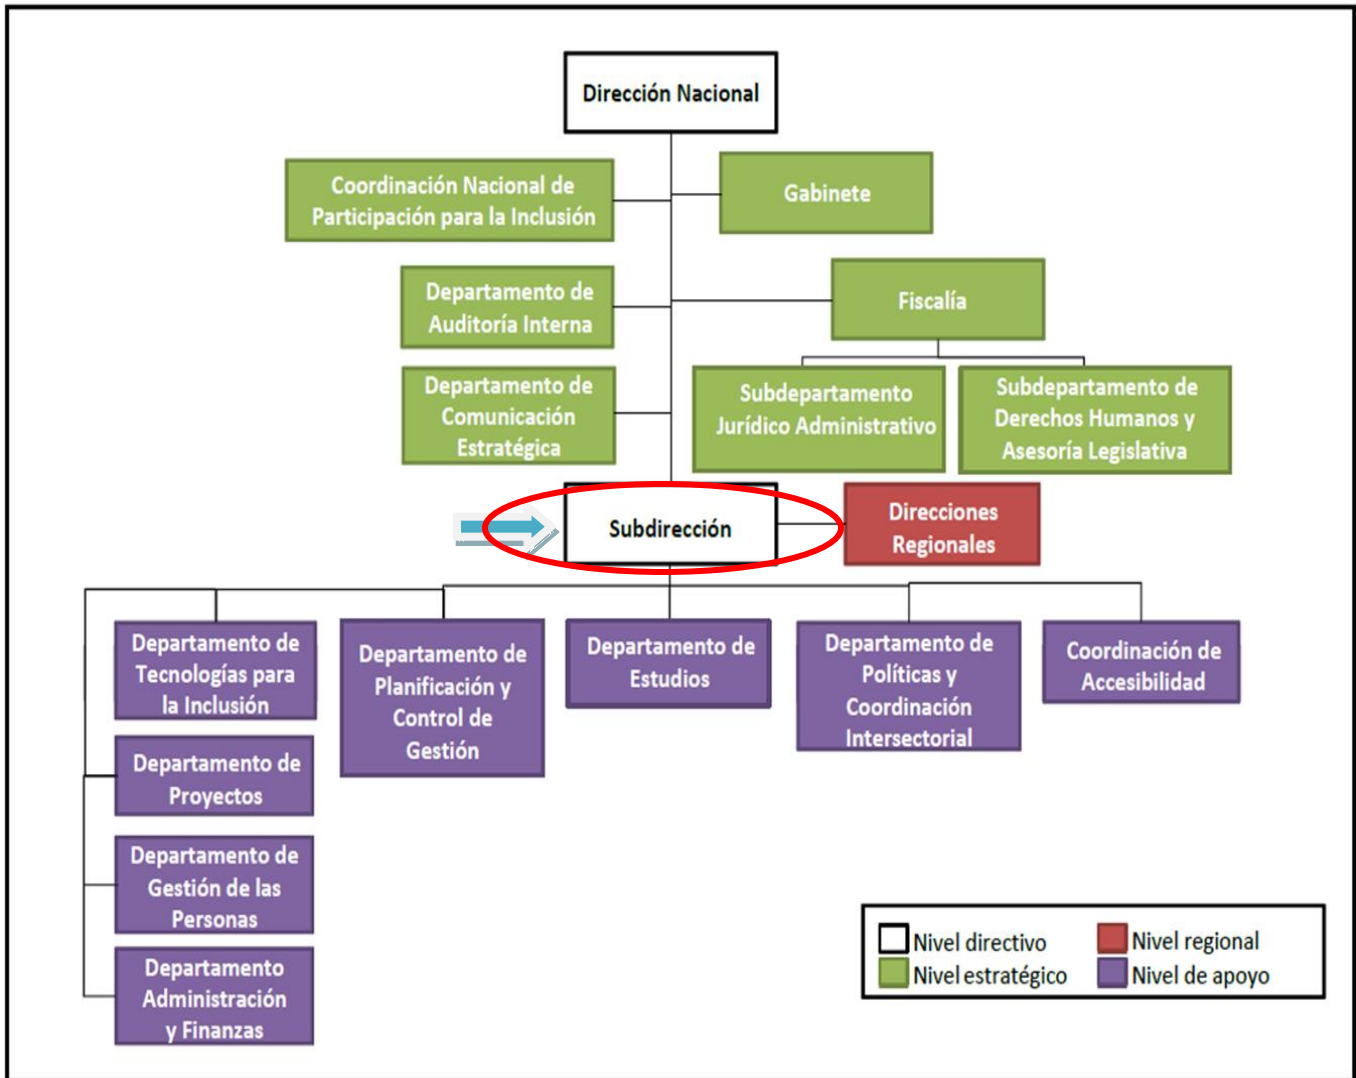 Dirección Nacional
Coordinación Nacional de
Participación para la Inclusión
Gabinete
Departamento de
Auditoría Interna
Fiscalía
Departamento de
Comunicación
Estratégica
Subdepartamento
Jurídico Administrativo
Subdepartamento de
Derechos Humanos y
Asesoría Legislativa
Subdirección
Direcciones
Regionales
Departamento de
Tecnologías para
la Inclusión
Departamento de
Planificación y
Control de
Gestión
Departamento de
Estudios
Departamento de
Políticas y
Coordinación
Intersectorial
Coordinación de
Accesibilidad
Departamento de
Proyectos
Departamento de
Gestión de las
Personas
Departamento
Administración
y Finanzas
Nivel directivo
Nivel regional
Nivel estratégico
Nivel de apoyo